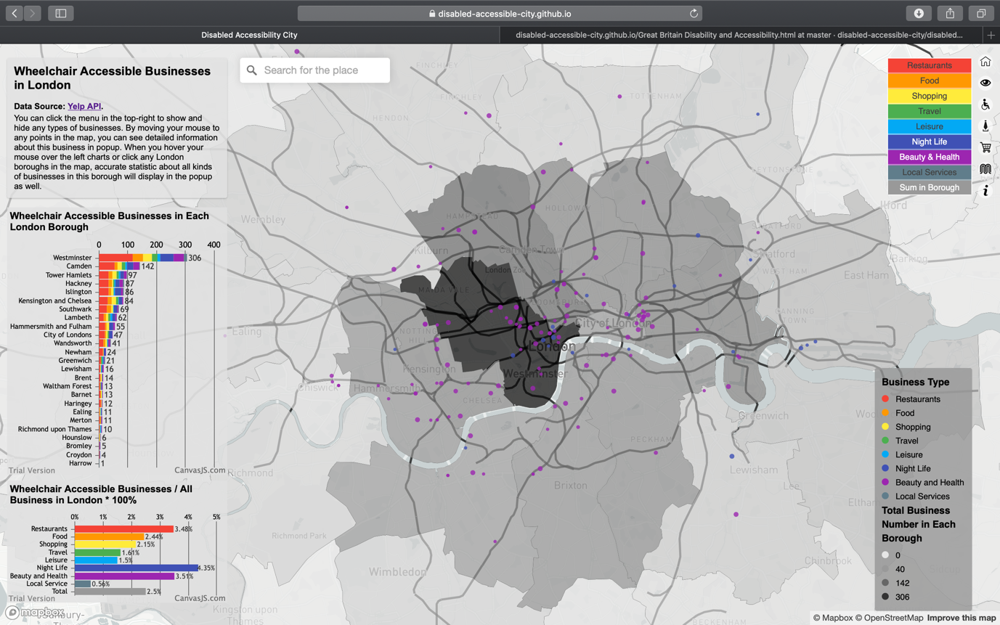 disabled-accessible-city.github.io
Disabled Accessibility City
disabled-accessible-city.github.io/Great Britain Disability and Accessibility.html at master · disabled-accessible-city/disabled...
Wheelchair Accessible Businesses
in London
Data Source: Yelp API.
You can click the menu in the top-right to show and
hide any types of businesses. By moving your mouse to
any points in the map, you can see detailed information
about this business in popup. When you hover your
mouse over the left charts or click any London
boroughs in the map, accurate statistic about all kinds
of businesses in this borough will display in the popup
as well.
Search for the place
Restaurants
Food
Shopping
Travel
Leisure
Night Life
Beauty & Health
Local Services
Sum in Borough
Wheelchair Accessible Businesses in Each
London Borough
0 100 200 300 400
Westminster 306
Camden 142
Tower Hamlets 97
Hackney 87
Islington 86
Kensington and Chelsea 84
Southwark 69
Lambeth 62
Hammersmith and Fulham 55
City of Londons 47
Wandsworth 41
Newham 24
Greenwich 21
Lewisham 16
Brent 14
Waltham Forest 13
Barnet 13
Haringey 12
Ealing 11
Merton 11
Richmond upon Thames 10
Hounslow 6
Bromley 5
Croydon 4
Harrow 1
Trial Version CanvasJS.com
Wheelchair Accessible Businesses / All
Business in London * 100%
0% 1% 2% 3% 4% 5%
Restaurants 3.48%
Food 2.44%
Shopping 2.15%
Travel 1.61%
Leisure 1.5%
Night Life 4.35%
Beauty and Health 3.51%
Local Service 0.56%
Total 2.5%
Trial Version CanvasJS.com
mapbox
FINCHLEY
FINCHLEY
TOTTENHAM
HENDON
LEYTONSTONE
HOLLOWAY
HAMPSTEAD
Ilford
Wembley
STRATFORD
Kilburn
Camden Town
Stratford
Barking
London Zoo
WEST HAM
East Ham
MAIDA VALE
BLOOMSBURY
CANNING
TOWN
Ealing
NOTTING
HILL
City of London
London
Kensington
Westminster
Chiswick
Hammersmith
CHELSEA
Greenwich
PECKHAM
Richmond
Lewisham
Brixton
Lee
Richmond Park
Wimbledon
Chinbrook
Kingston upon
Thames
BECKENHAM
Business Type
Restaurants
Food
Shopping
Travel
Leisure
Night Life
Beauty and Health
Local Services
Total Business
Number in Each
Borough
0
40
142
306
© Mapbox © OpenStreetMap Improve this map